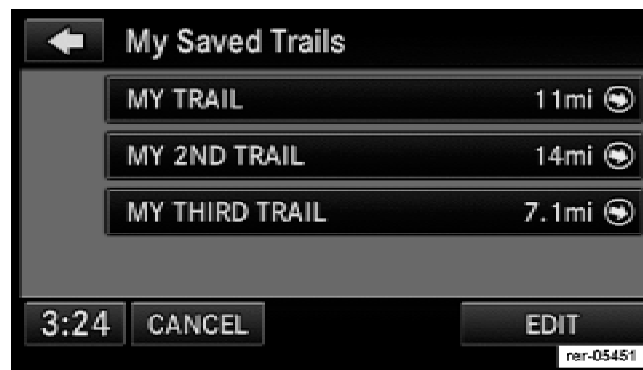 My Saved Trails
MY TRAIL 11mi
MY 2ND TRAIL 14mi
MY THIRD TRAIL 7.1mi
3:24 CANCEL EDIT
rer-05451